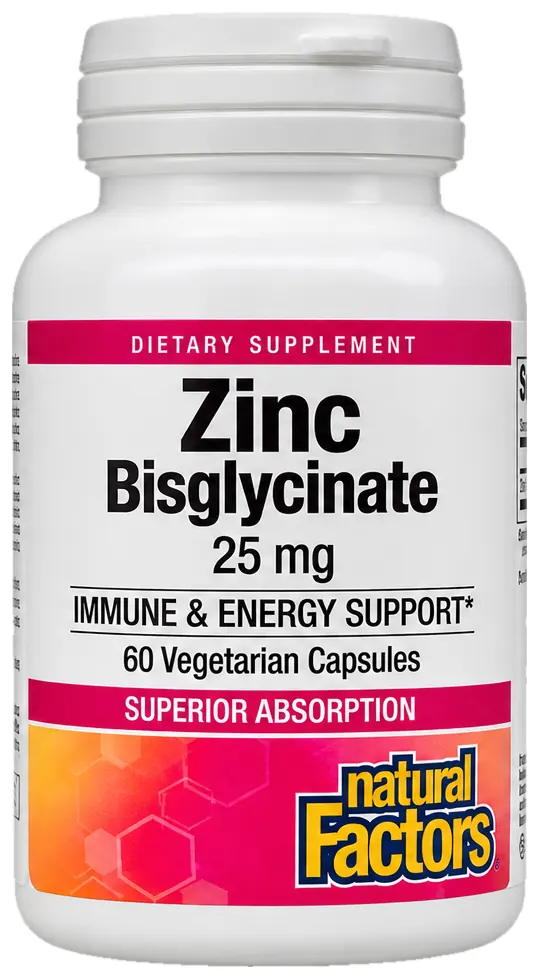 DIETARY SUPPLEMENT
Zinc
Bisglycinate
25 mg
IMMUNE & ENERGY SUPPORT*
60 Vegetarian Capsules
SUPERIOR ABSORPTION
natural
Factors